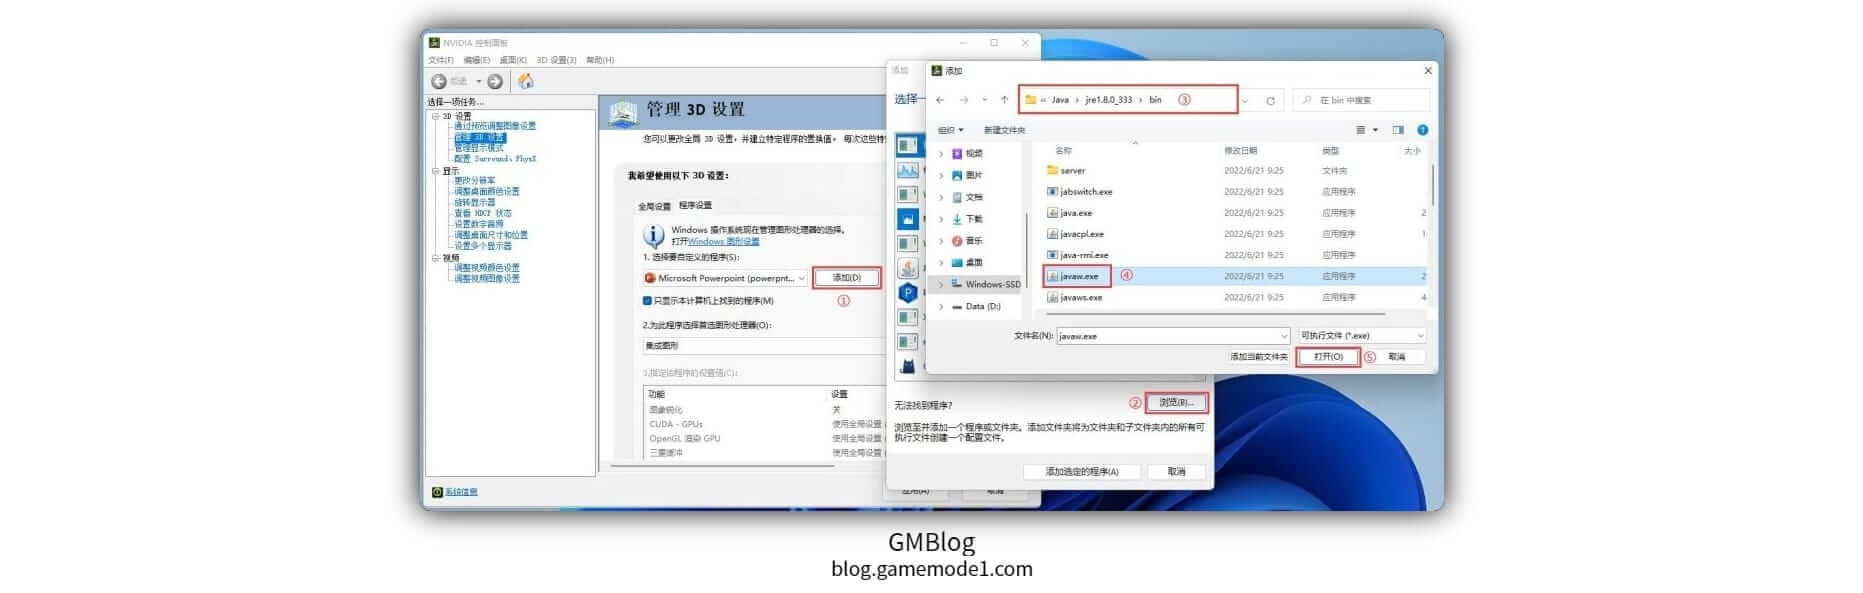 NVIDIA 控制面板
文件(F) 编辑(E) 桌面(K) 3D 设置(3) 帮助(H)
后退
选择一项任务...
3D 设置
通过预览调整图像设置
管理 3D 设置
管理显示模式
配置 Surround、PhysX
显示
更改分辨率
调整桌面颜色设置
旋转显示器
查看 HDCP 状态
设置数字音频
调整桌面尺寸和位置
设置多个显示器
视频
调整视频颜色设置
调整视频图像设置
系统信息
管理 3D 设置
您可以更改全局 3D 设置,并建立特定程序的置换值。 每次这些特
我希望使用以下 3D 设置:
全局设置 程序设置
Windows 操作系统现在管理图形处理器的选择。
打开Windows 图形设置
1. 选择要自定义的程序(S):
Microsoft Powerpoint (powerpnt... 添加(D)
①
只显示本计算机上找到的程序(M)
2.为此程序选择首选图形处理器(O):
集成图形
3.指定该程序的设置值(C):
功能 设置
图像锐化 关
CUDA - GPUs 使用全局设置
OpenGL 渲染 GPU 使用全局设置
三重缓冲 使用全局设置
应用(A) 取消
添加
选择一
无法找到程序?
② 浏览(R)...
浏览至并添加一个程序或文件夹。添加文件夹将为文件夹和子文件夹内的所有可
执行文件创建一个配置文件。
添加选定的程序(A) 取消
添加
« Java › jre1.8.0_333 › bin ③
在 bin 中搜索
组织 新建文件夹
视频
图片
文档
下载
音乐
桌面
Windows-SSD
Data (D:)
名称 修改日期 类型 大小
server 2022/6/21 9:25 文件夹
jabswitch.exe 2022/6/21 9:25 应用程序
java.exe 2022/6/21 9:25 应用程序 2
javacpl.exe 2022/6/21 9:25 应用程序 1
java-rmi.exe 2022/6/21 9:25 应用程序
javaw.exe ④ 2022/6/21 9:25 应用程序 2
javaws.exe 2022/6/21 9:25 应用程序 4
文件名(N): javaw.exe 可执行文件 (*.exe)
添加当前文件夹 打开(O) ⑤ 取消
GMBlog
blog.gamemode1.com